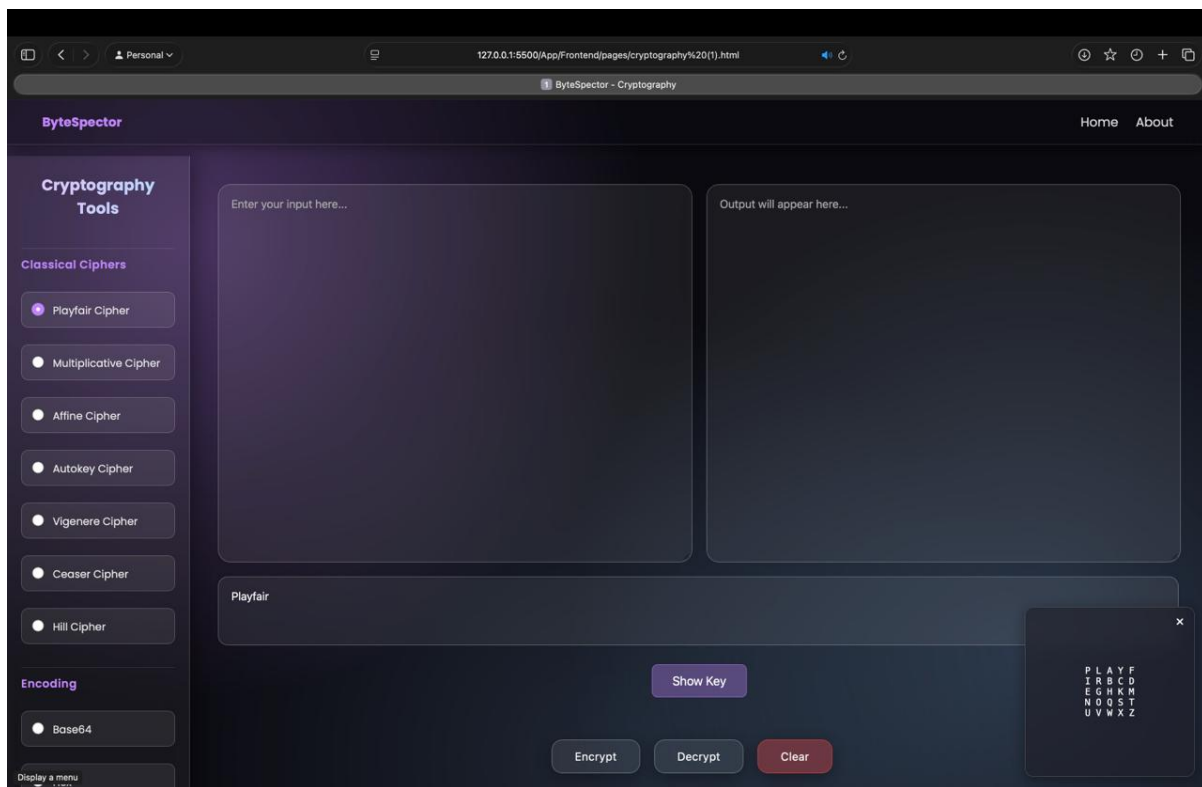 Personal
127.0.0.1:5500/App/Frontend/pages/cryptography%20(1).html
1 ByteSpector - Cryptography
ByteSpector
Home About
Cryptography
Tools
Classical Ciphers
Playfair Cipher
Multiplicative Cipher
Affine Cipher
Autokey Cipher
Vigenere Cipher
Ceaser Cipher
Hill Cipher
Encoding
Base64
Display a menu
Enter your input here...
Output will appear here...
Playfair
Show Key
Encrypt Decrypt Clear
×
P L A Y F
I R B C D
E G H K M
N O Q S T
U V W X Z